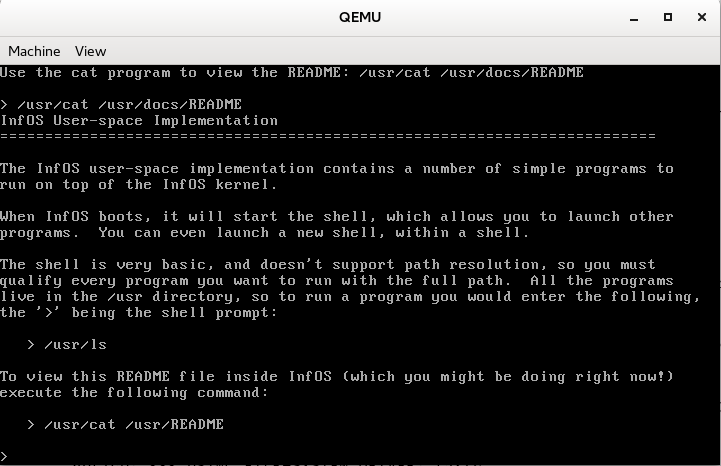 QEMU
Machine View
Use the cat program to view the README: /usr/cat /usr/docs/README
> /usr/cat /usr/docs/README
InfOS User-space Implementation
=========================================================================
The InfOS user-space implementation contains a number of simple programs to
run on top of the InfOS kernel.
When InfOS boots, it will start the shell, which allows you to launch other
programs.  You can even launch a new shell, within a shell.
The shell is very basic, and doesn't support path resolution, so you must
qualify every program you want to run with the full path.  All the programs
live in the /usr directory, so to run a program you would enter the following,
the '>' being the shell prompt:
> /usr/ls
To view this README file inside InfOS (which you might be doing right now!)
execute the following command:
> /usr/cat /usr/README
>